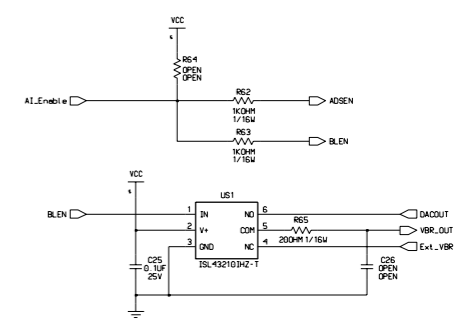 VCC
R64
OPEN
OPEN
AI_Enable
R62
1KOHM
1/16W
ADSEN
R63
1KOHM
1/16W
BLEN
VCC
US1
BLEN
1 IN NO 6
DACOUT
2 V+ COM 5
R65
200HM 1/16W
VBR_OUT
3 GND NC 4
Ext_VBR
ISL43210IHZ-T
C25
0.1UF
25V
C26
OPEN
OPEN